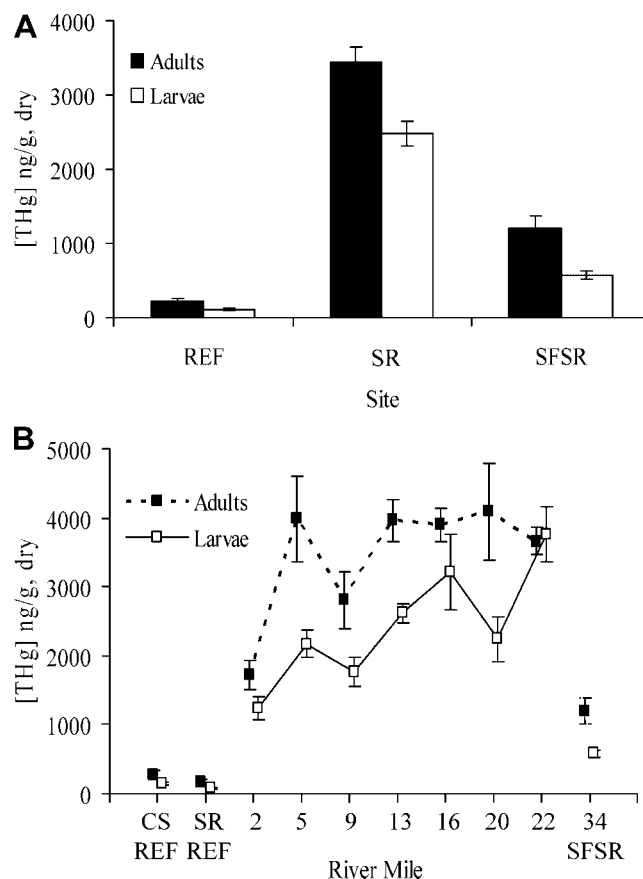 A
[THg] ng/g, dry
4000
3000
2000
1000
0
Adults
Larvae
REF SR SFSR
Site
B
[THg] ng/g, dry
5000
4000
3000
2000
1000
0
Adults
Larvae
CS SR 2 5 9 13 16 20 22 34
REF REF SFSR
River Mile